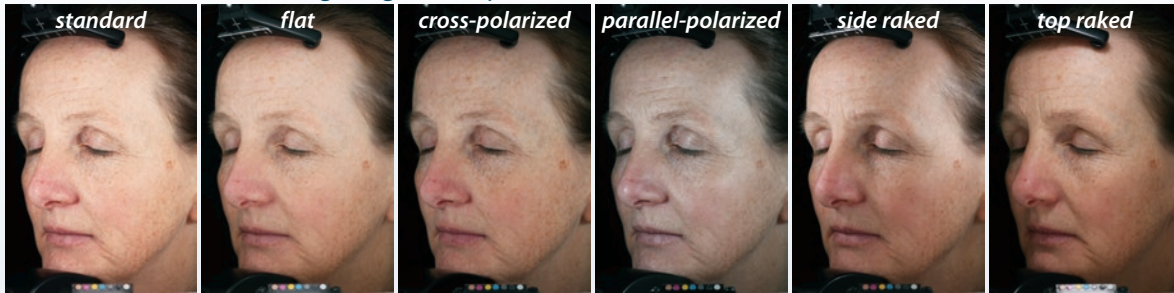 standard
flat
cross-polarized
parallel-polarized
side raked
top raked